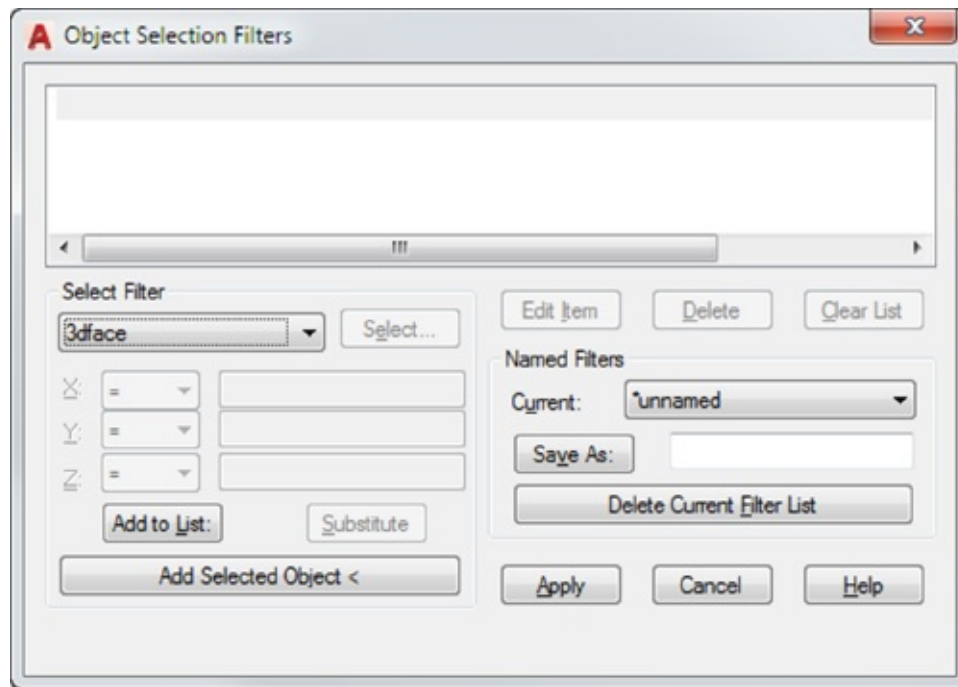 A Object Selection Filters
Select Filter
3dface
Select...
X: =
Y: =
Z: =
Add to List:
Substitute
Add Selected Object <
Edit Item
Delete
Clear List
Named Filters
Current: *unnamed
Save As:
Delete Current Filter List
Apply
Cancel
Help